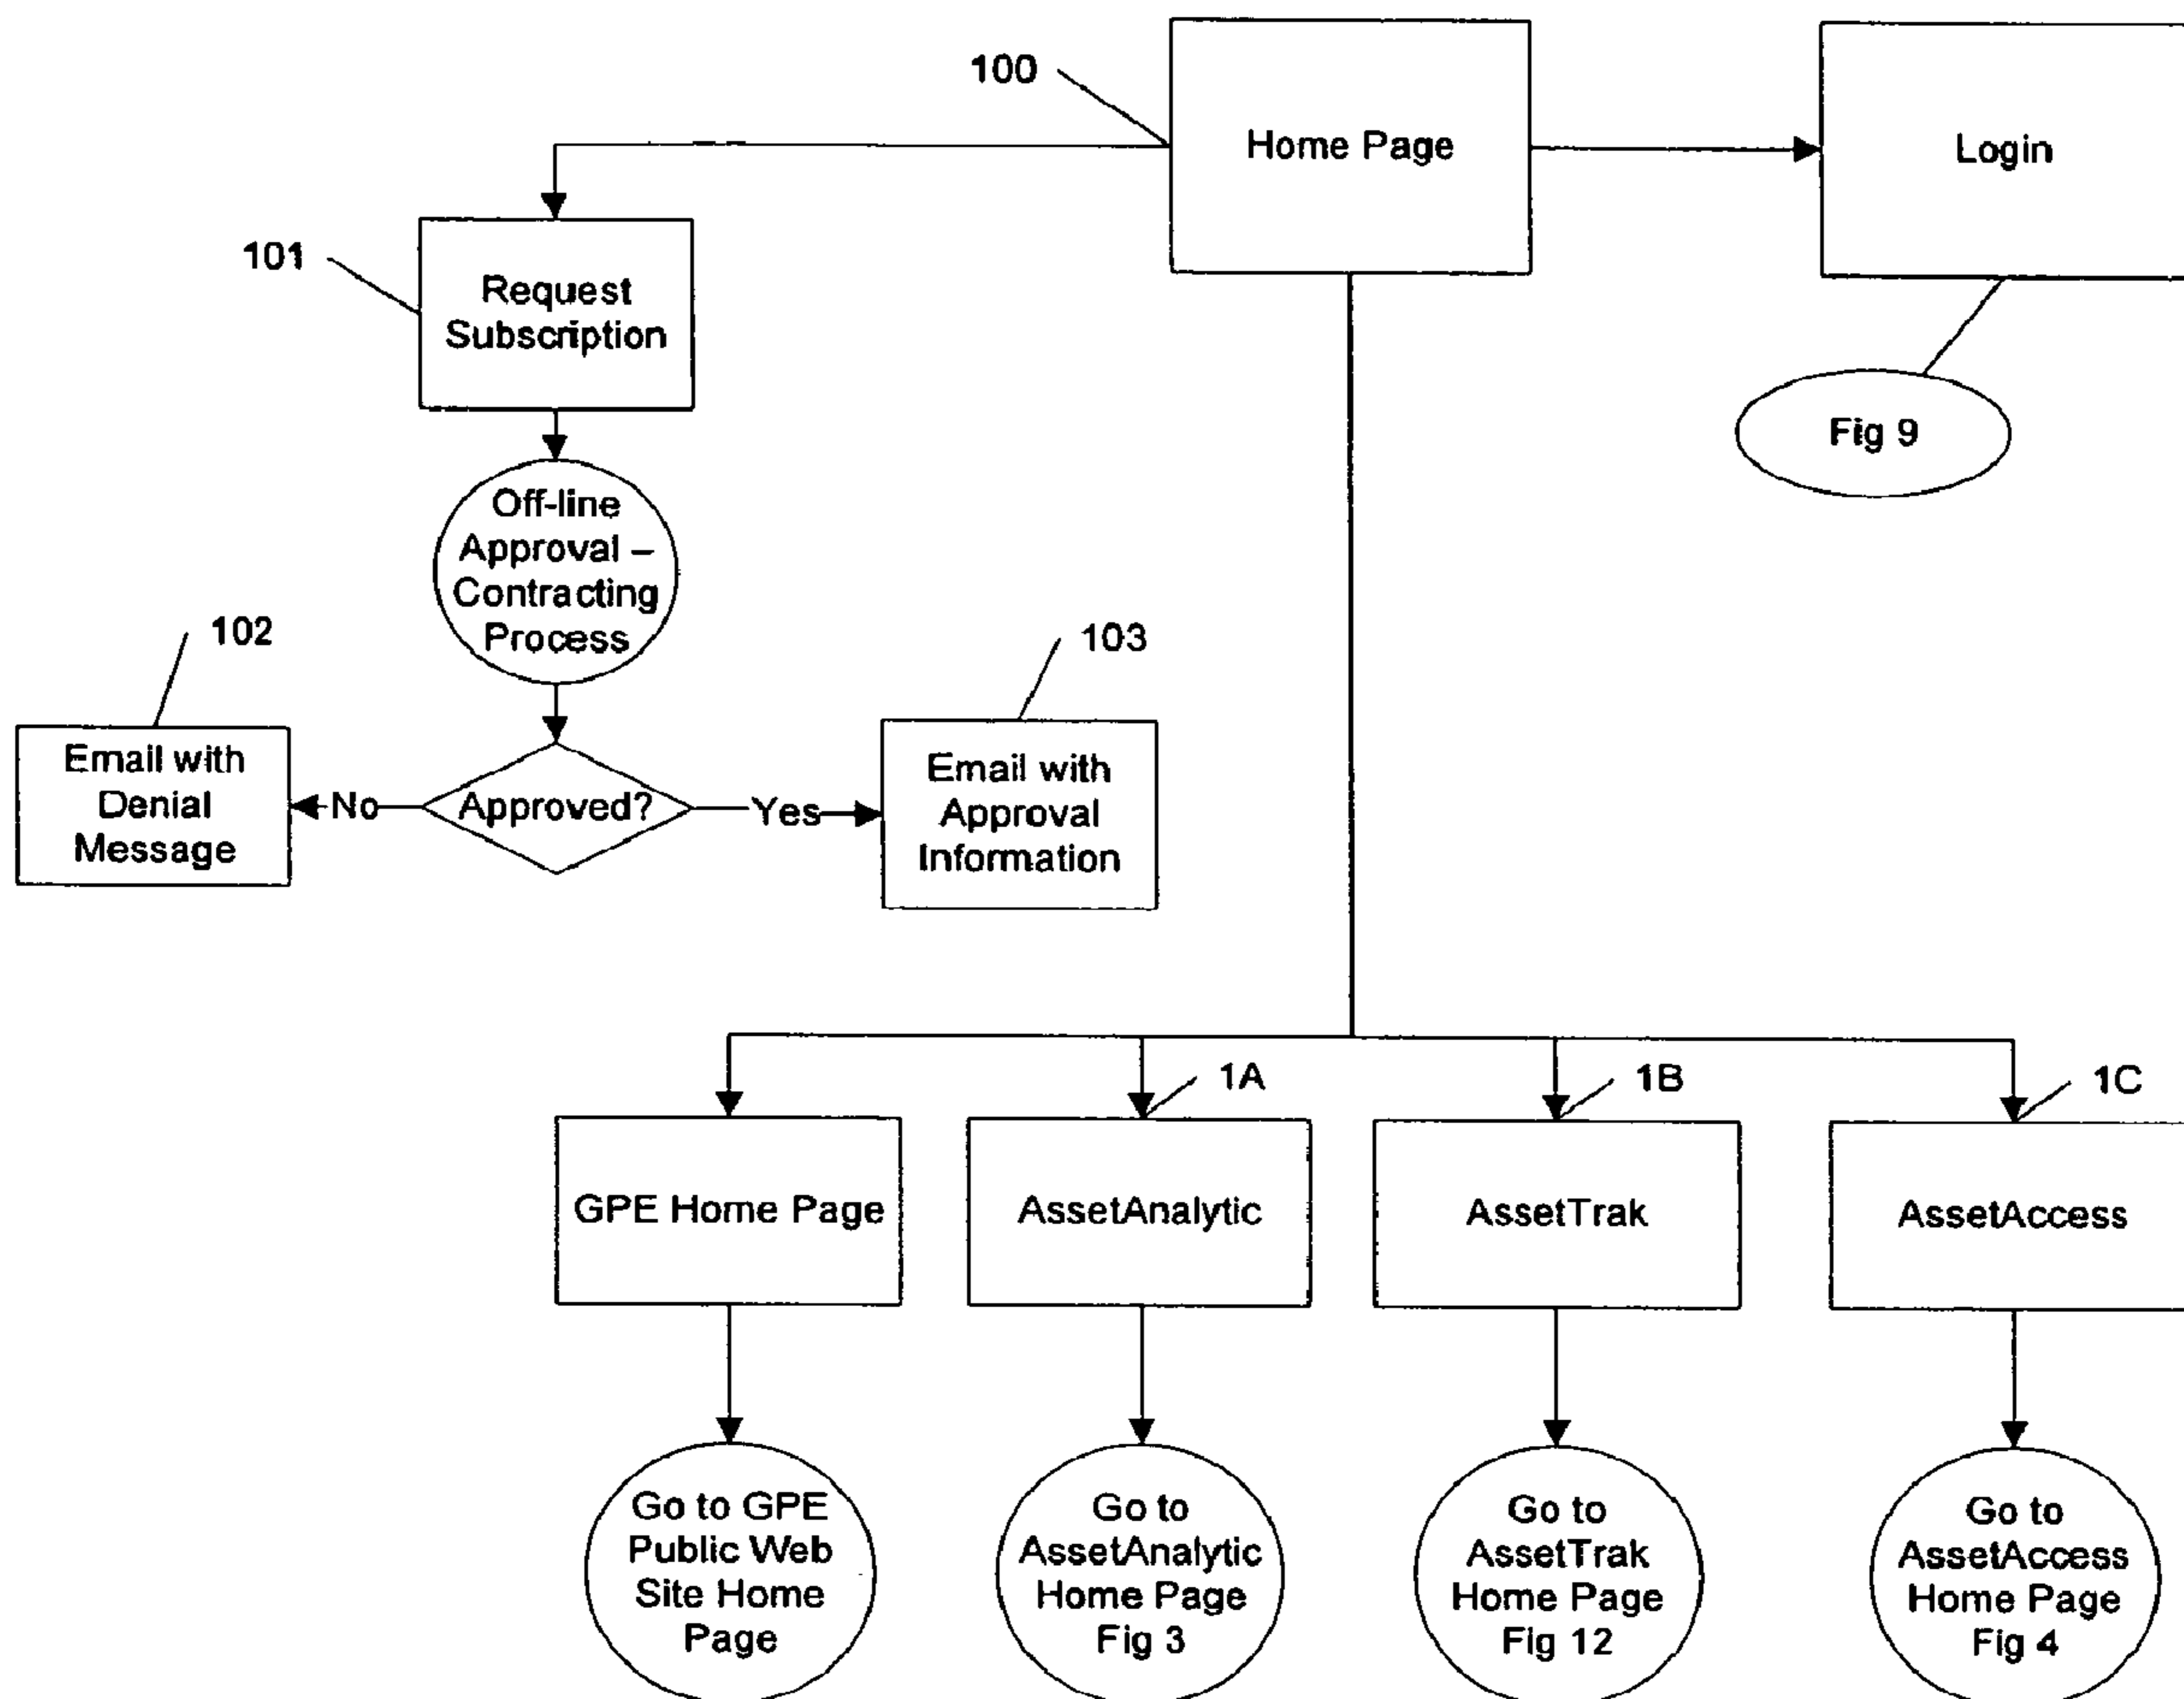 100
Home Page
Login
101
Request
Subscription
Fig 9
Off-line
Approval –
Contracting
Process
102
103
Email with
Denial
Message
No
Approved?
Yes
Email with
Approval
Information
1A
1B
1C
GPE Home Page
AssetAnalytic
AssetTrak
AssetAccess
Go to GPE
Public Web
Site Home
Page
Go to
AssetAnalytic
Home Page
Fig 3
Go to
AssetTrak
Home Page
Fig 12
Go to
AssetAccess
Home Page
Fig 4